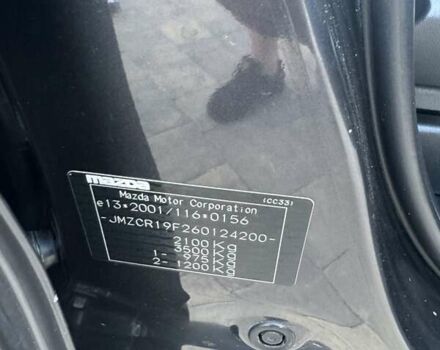 mazda
(CC33)
Mazda Motor Corporation
e13*2001/116*0156
-JMZCR19F260124200-
2100Kg
3500Kg
1- 975Kg
2- 1200Kg